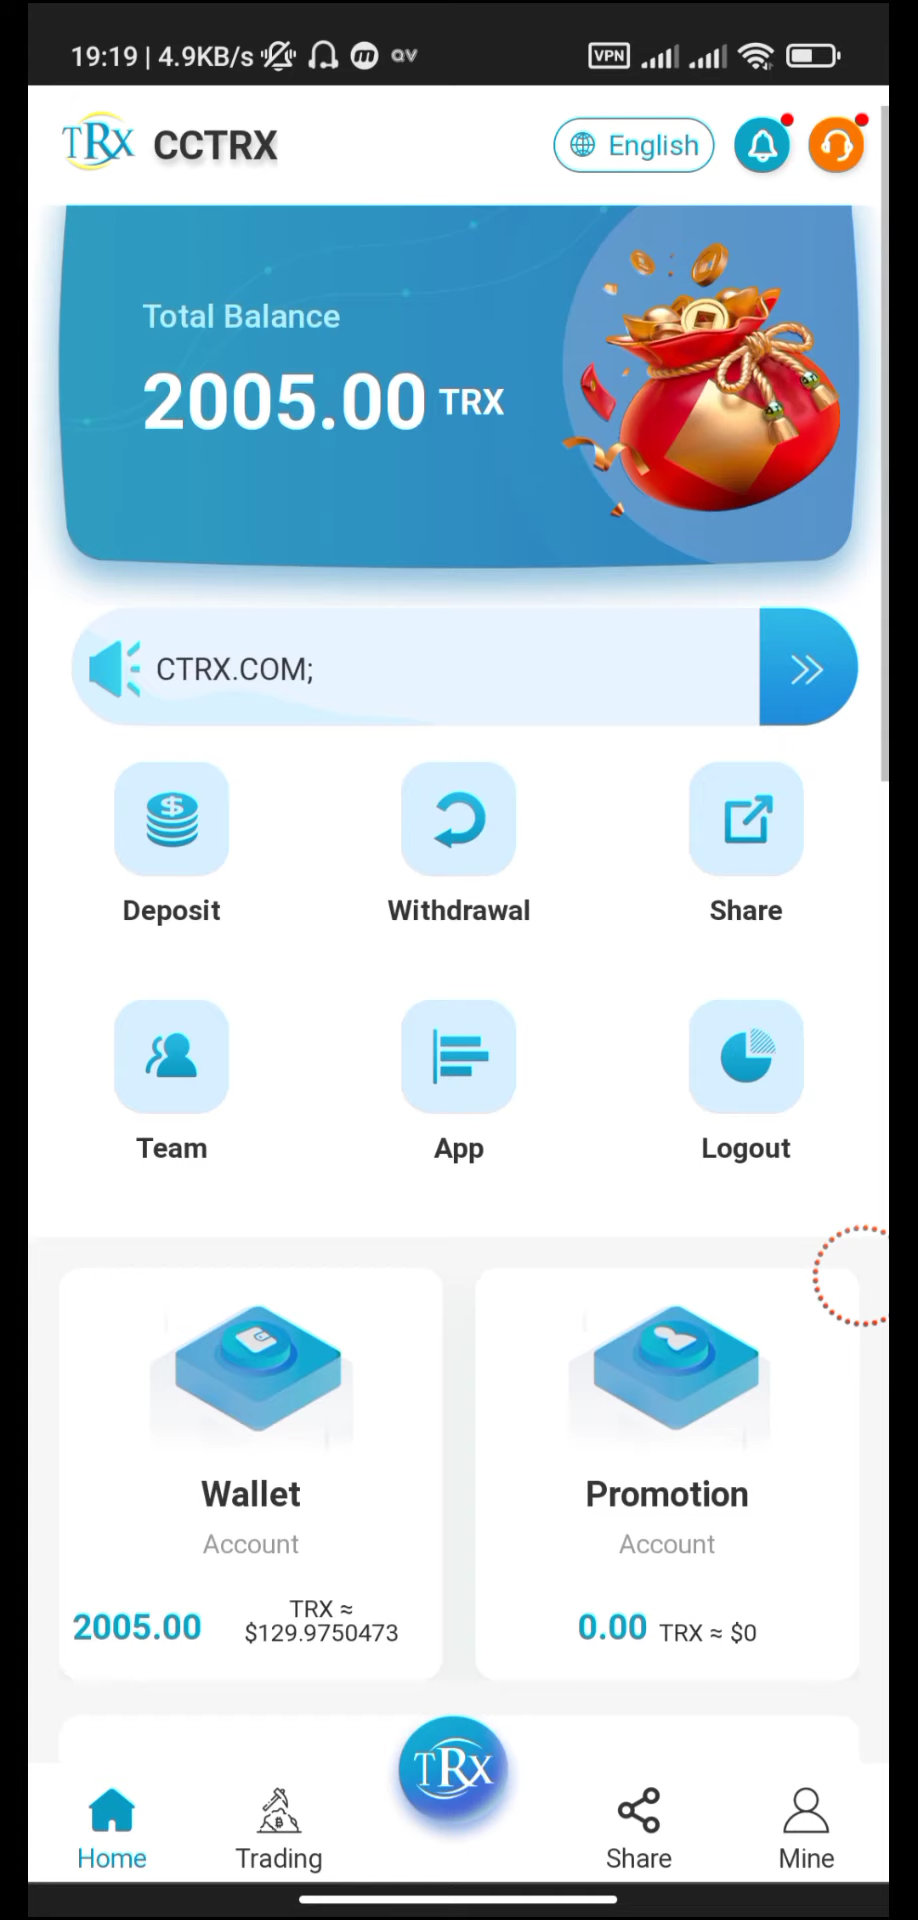 19:19 | 4.9KB/s
VPN
TRX CCTRX
English
Total Balance
2005.00 TRX
CTRX.COM;
Deposit
Withdrawal
Share
Team
App
Logout
Wallet
Account
2005.00 TRX ≈
$129.9750473
Promotion
Account
0.00 TRX ≈ $0
TRX
Home
Trading
Share
Mine